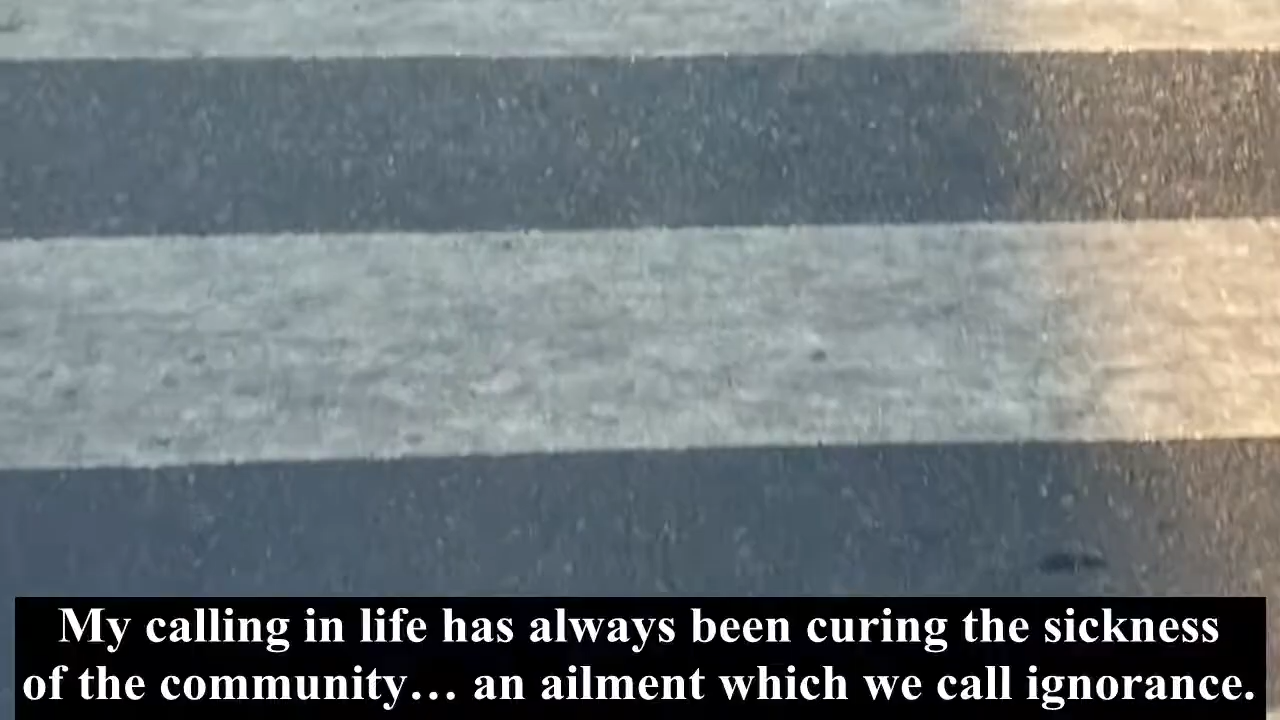 My calling in life has always been curing the sickness
of the community… an ailment which we call ignorance.